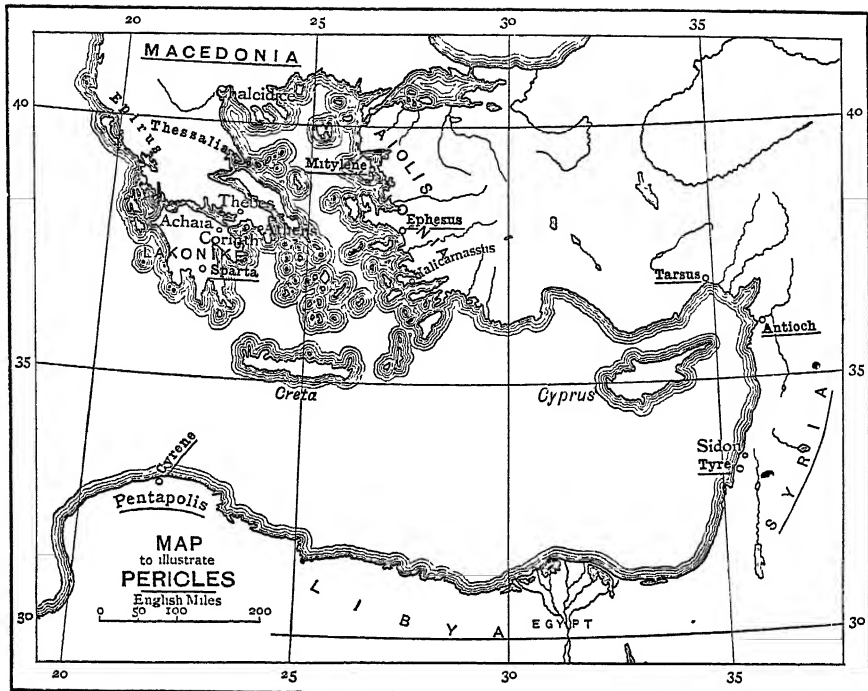 20 25 30 35
MACEDONIA
40 40
Chalcidice
Epirus
Thessalis
AIOLIS
Mitylene
Thebes
Achaia
Athens
Corinth
Ephesus
LAKONIKE
Sparta
Halicarnassus
Tarsus
Antioch
35 35
Creta
Cyprus
SYRIA
Sidon
Tyre
Cyrene
Pentapolis
MAP
to illustrate
PERICLES
English Miles
0 50 100 200
LIBYA
EGYPT
30 30
20 25 30 35